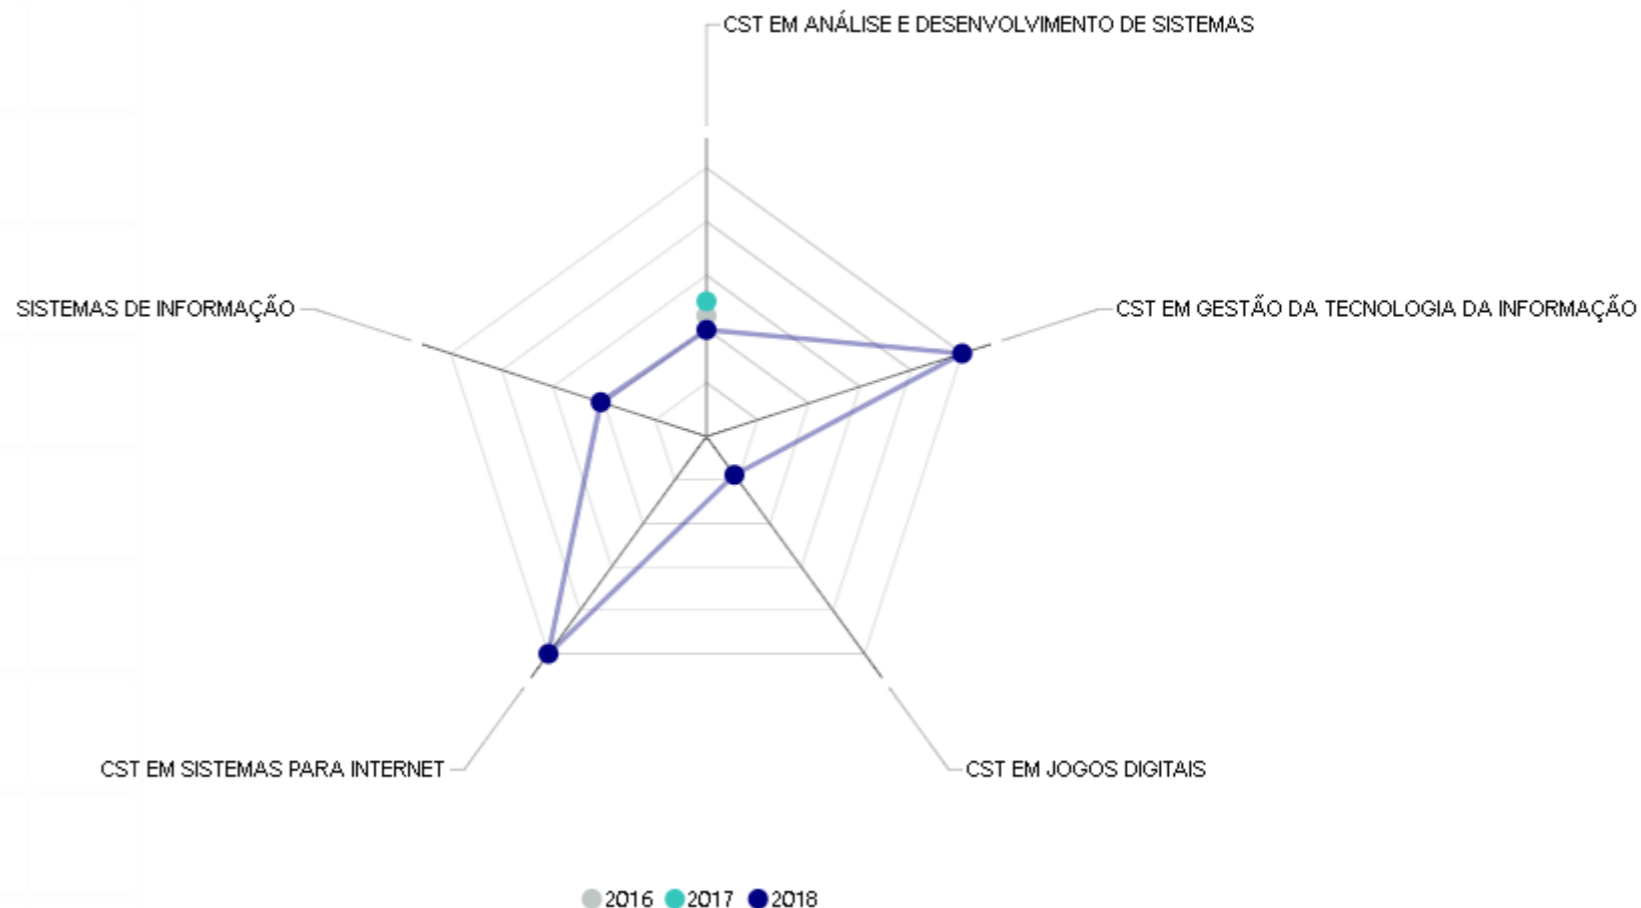 CST EM ANÁLISE E DESENVOLVIMENTO DE SISTEMAS
SISTEMAS DE INFORMAÇÃO
CST EM GESTÃO DA TECNOLOGIA DA INFORMAÇÃO
CST EM SISTEMAS PARA INTERNET
CST EM JOGOS DIGITAIS
2016 2017 2018